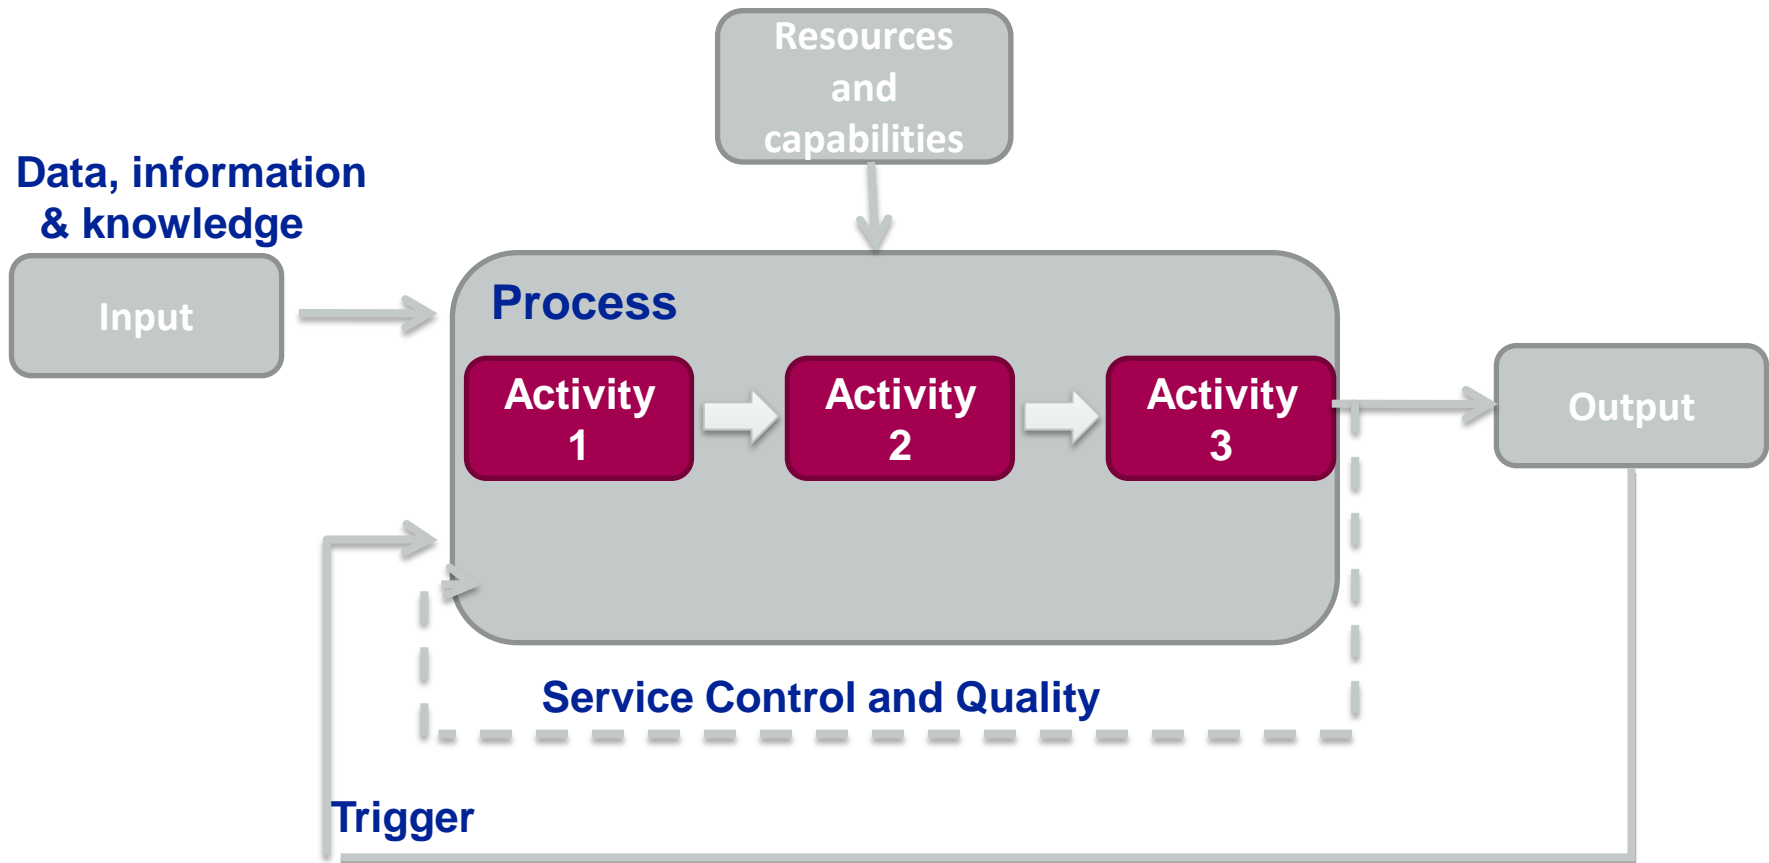 Resources
and
capabilities
Data, information
& knowledge
Input
Process
Activity
1
Activity
2
Activity
3
Output
Service Control and Quality
Trigger